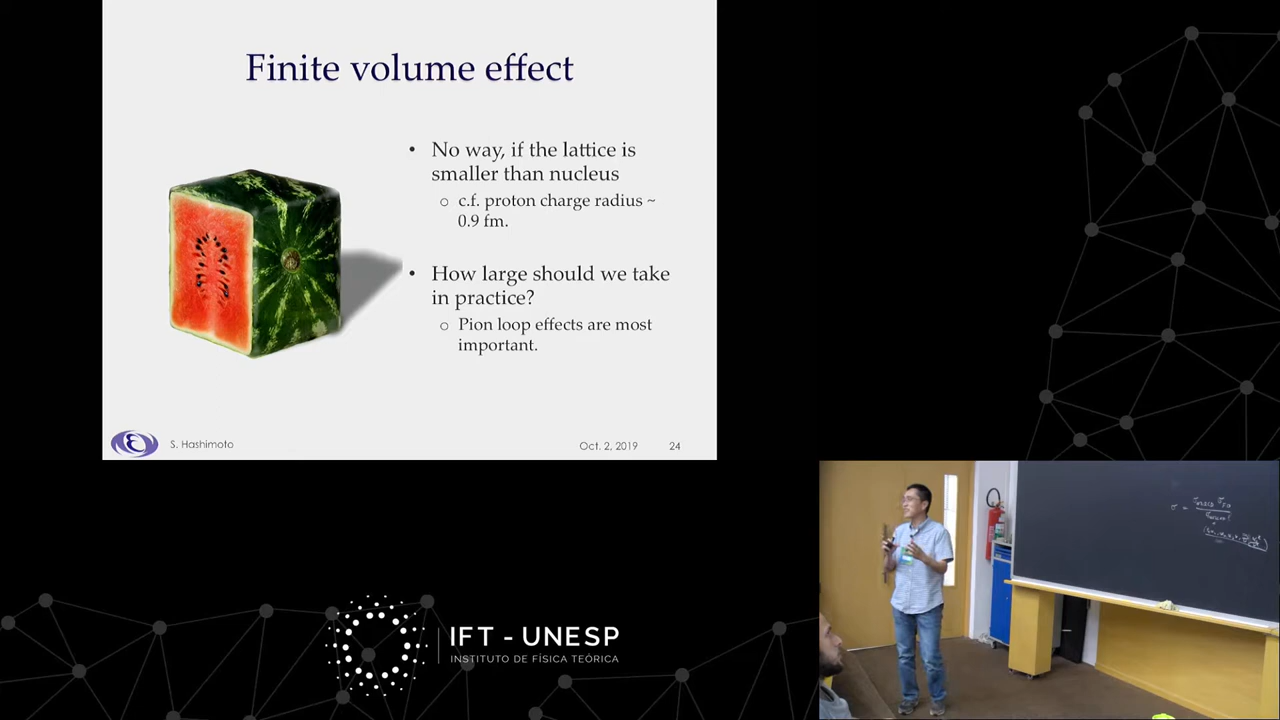 Finite volume effect
• No way, if the lattice is
smaller than nucleus
o c.f. proton charge radius ~
0.9 fm.
• How large should we take
in practice?
o Pion loop effects are most
important.
S. Hashimoto
Oct. 2, 2019
24
IFT - UNESP
INSTITUTO DE FÍSICA TEÓRICA